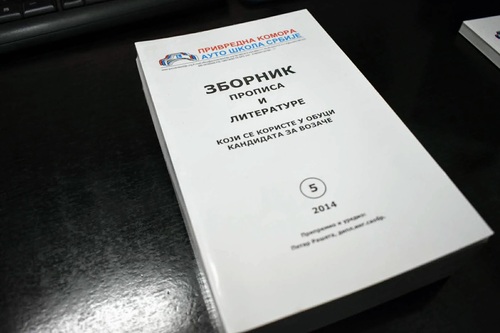 ПРИВРЕДНА КОМОРА
АУТО ШКОЛА СРБИЈЕ
ЗБОРНИК
ПРОПИСА
И
ЛИТЕРАТУРЕ
КОЈИ СЕ КОРИСТЕ У ОБУЦИ
КАНДИДАТА ЗА ВОЗАЧЕ
5
2014
Припремио и уредио:
Петар Рашета, дипл.инг.саобр.